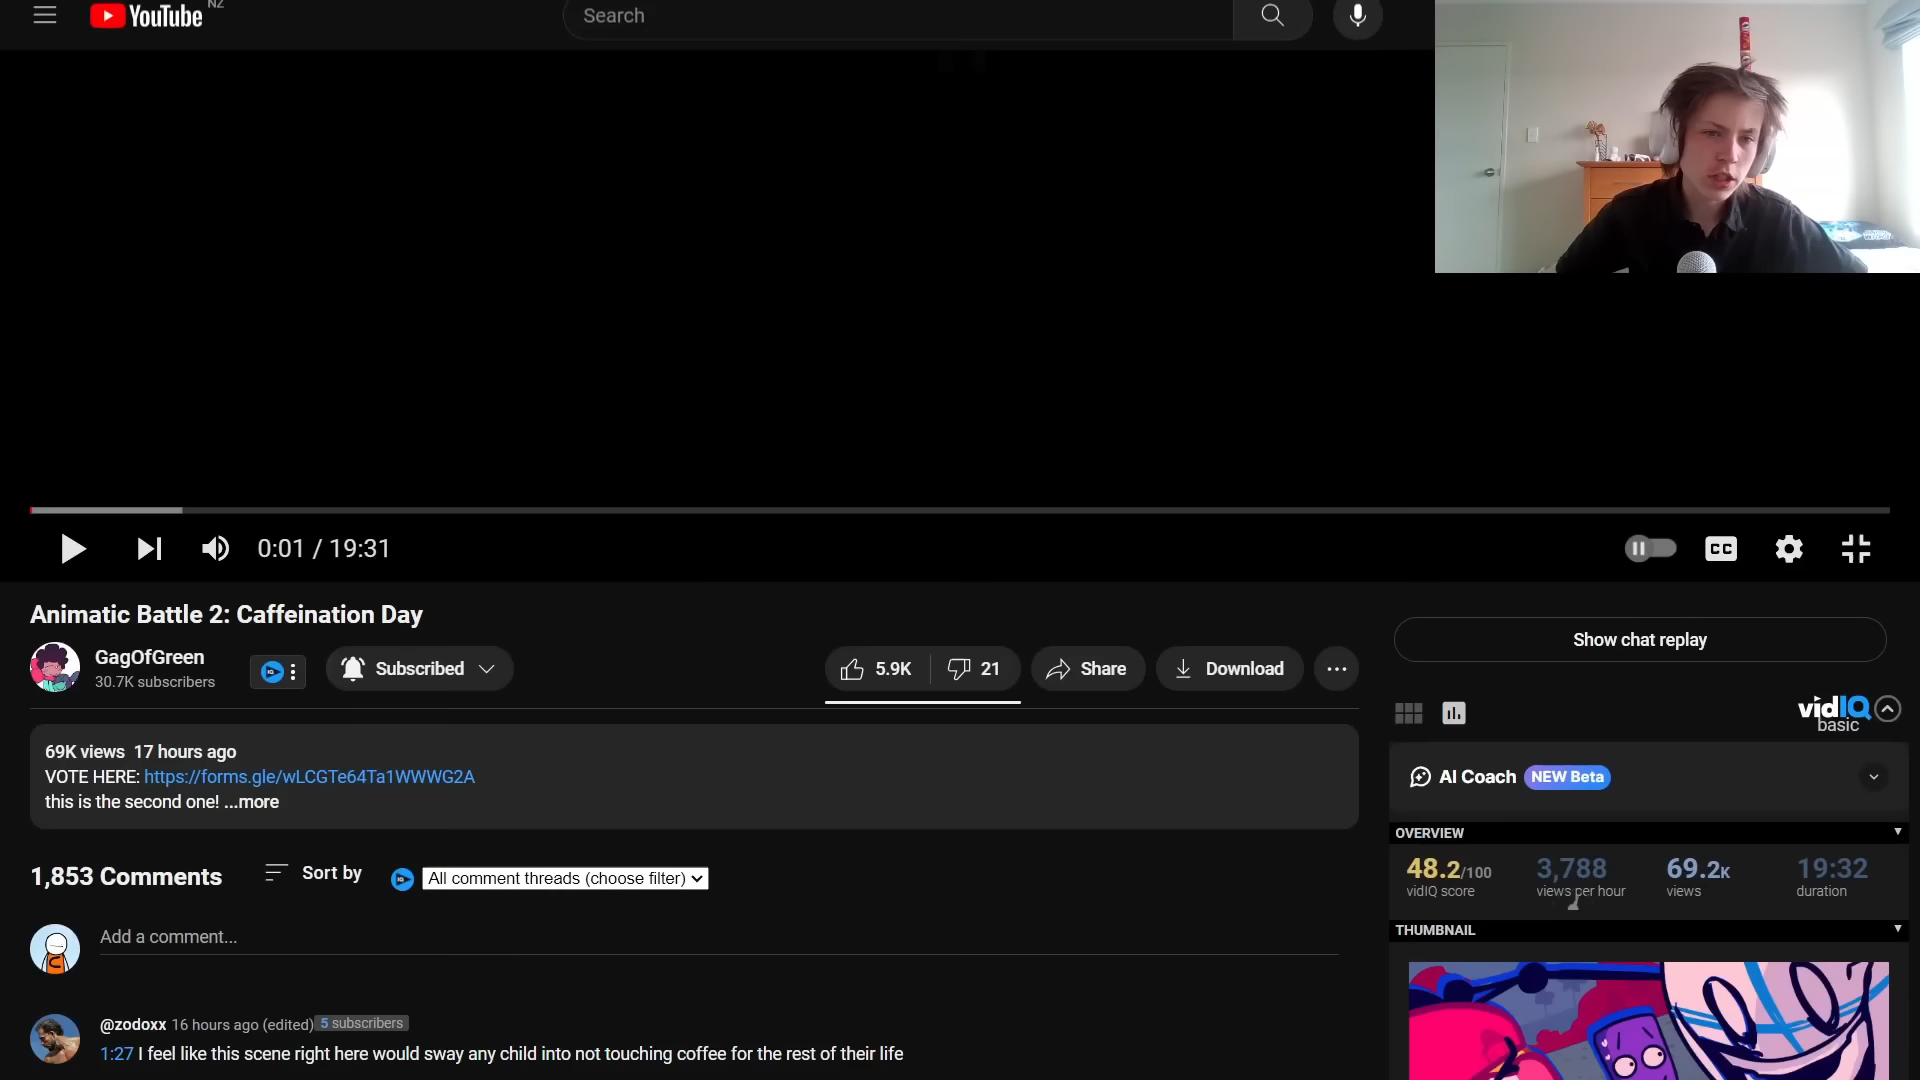 YouTube NZ
Search
0:01 / 19:31
CC
Animatic Battle 2: Caffeination Day
GagOfGreen
30.7K subscribers
Subscribed
5.9K
21
Share
Download
Show chat replay
vidIQ
basic
69K views 17 hours ago
VOTE HERE: https://forms.gle/wLCGTe64Ta1WWWG2A
this is the second one! ...more
AI Coach NEW Beta
OVERVIEW
48.2/100
vidIQ score
3,788
views per hour
69.2K
views
19:32
duration
1,853 Comments
Sort by
All comment threads (choose filter)
THUMBNAIL
Add a comment...
@zodoxx 16 hours ago (edited) 5 subscribers
1:27 I feel like this scene right here would sway any child into not touching coffee for the rest of their life